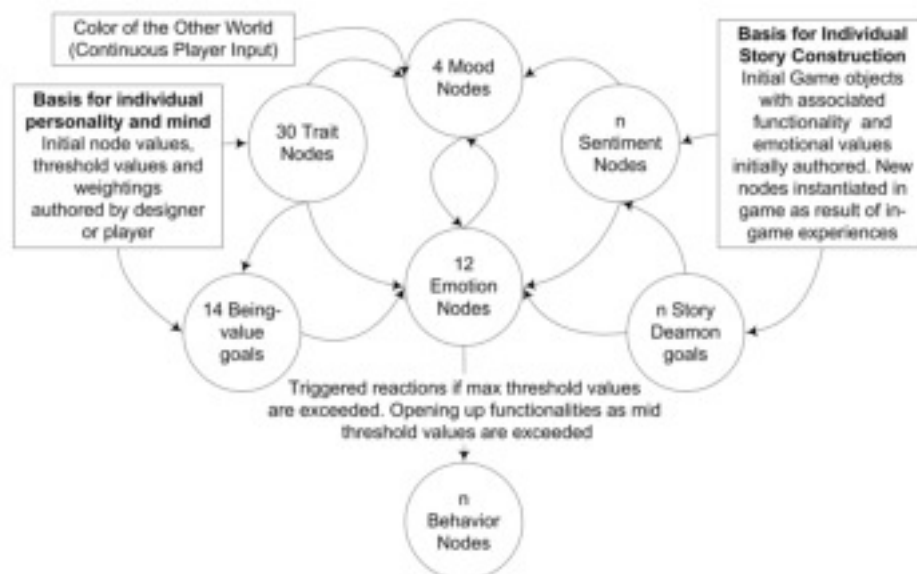 Color of the Other World
(Continuous Player Input)
4 Mood
Nodes
Basis for Individual
Story Construction
Initial Game objects
with associated
functionality and
emotional values
initially authored. New
nodes instantiated in
game as result of in-
game experiences
Basis for individual
personality and mind
Initial node values,
threshold values and
weightings
authored by designer
or player
30 Trait
Nodes
n
Sentiment
Nodes
12
Emotion
Nodes
14 Being-
value
goals
n Story
Deamon
goals
Triggered reactions if max threshold values
are exceeded. Opening up functionalities as mid
threshold values are exceeded
n
Behavior
Nodes